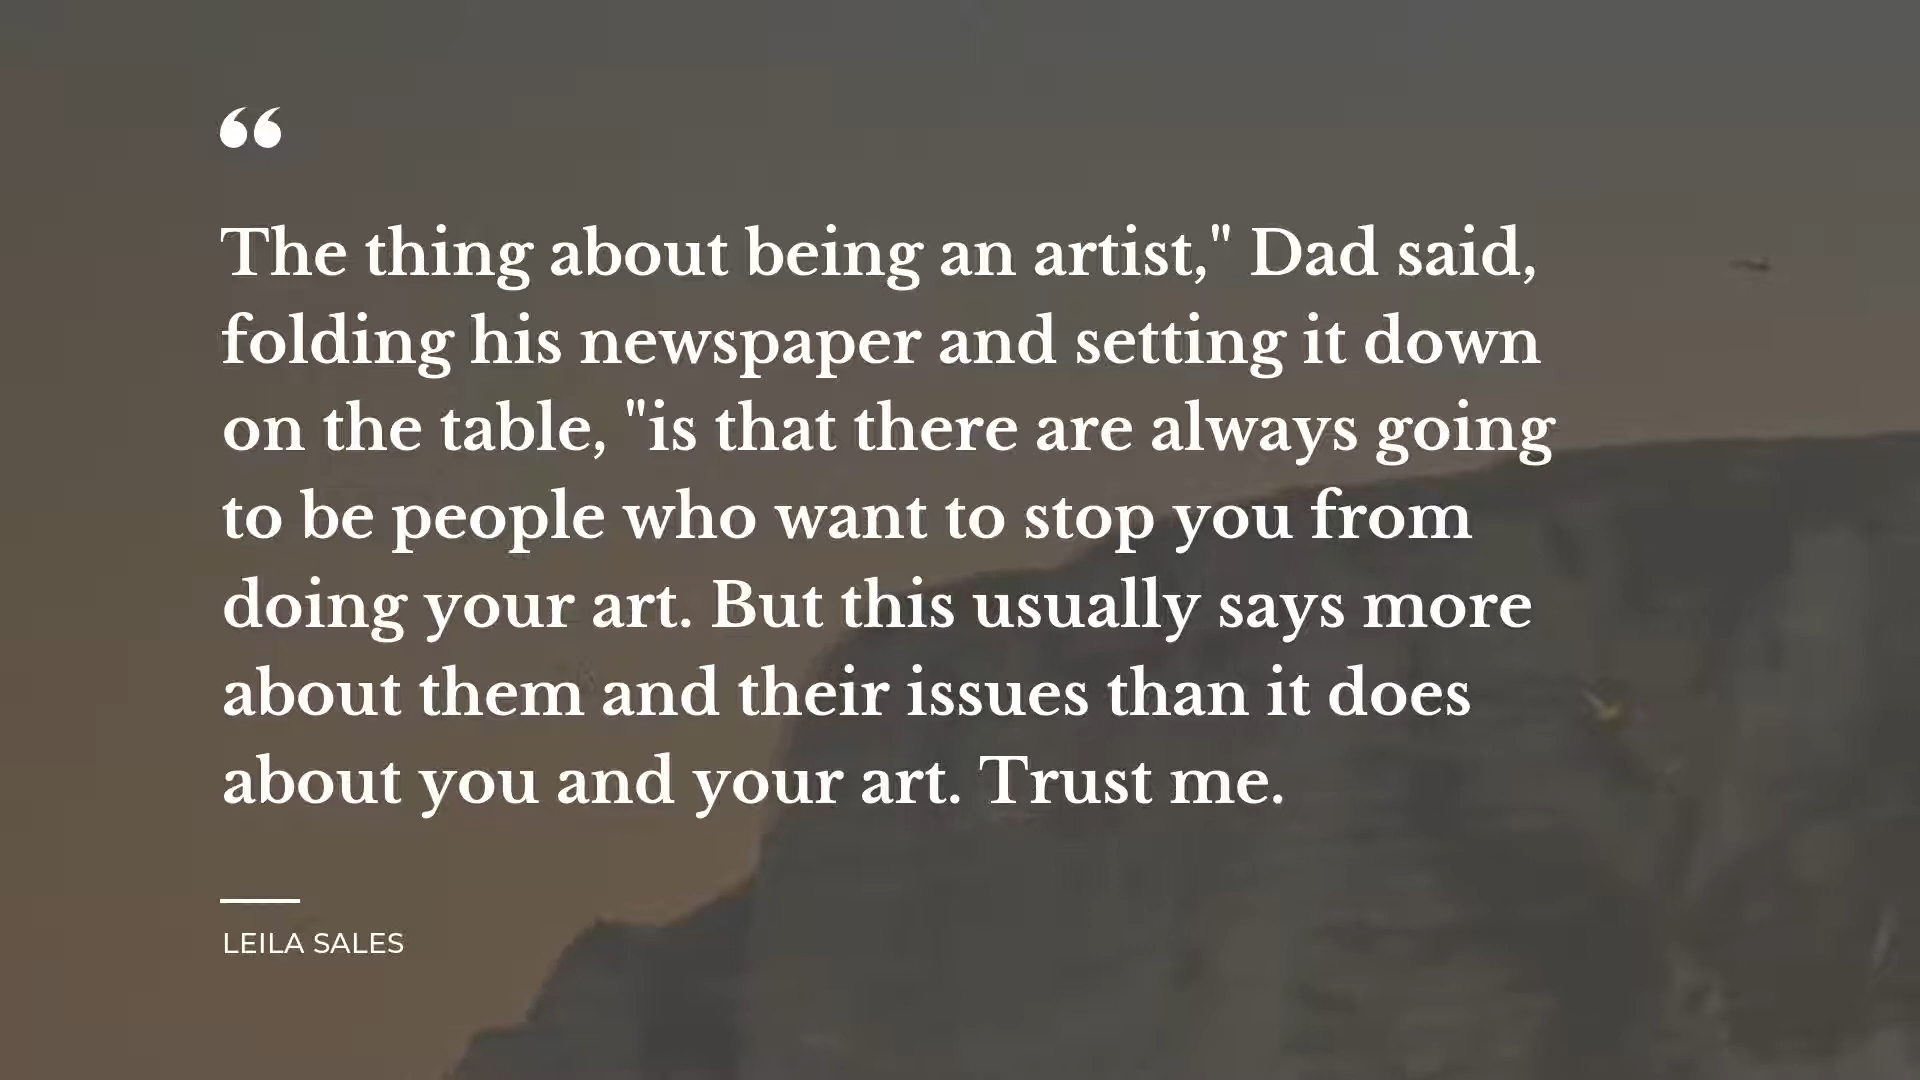 “
The thing about being an artist," Dad said,
folding his newspaper and setting it down
on the table, "is that there are always going
to be people who want to stop you from
doing your art. But this usually says more
about them and their issues than it does
about you and your art. Trust me.
LEILA SALES